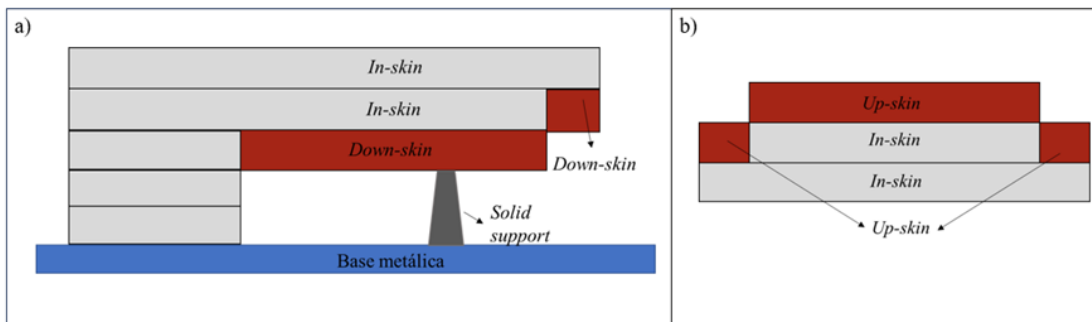 a)
In-skin
In-skin
Down-skin
Down-skin
Solid
support
Base metálica
b)
Up-skin
In-skin
In-skin
Up-skin